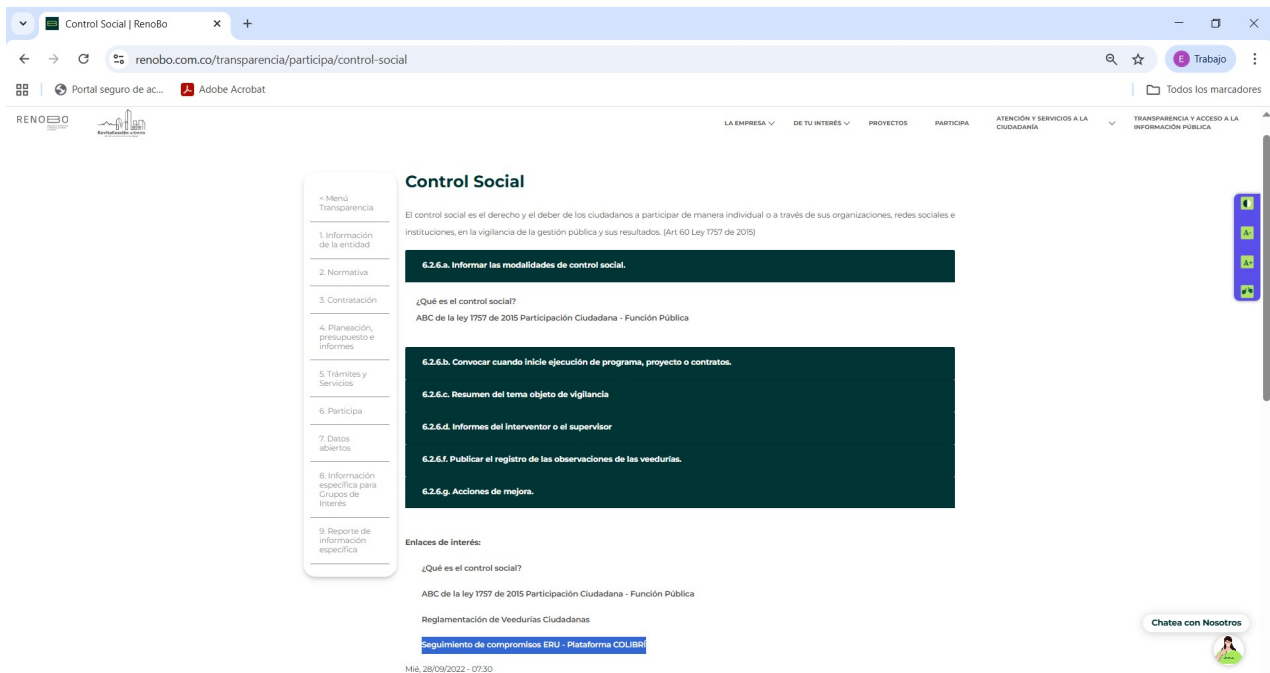 Control Social | RenoBo
renobo.com.co/transparencia/participa/control-social
E Trabajo
Portal seguro de ac...
Adobe Acrobat
Todos los marcadores
RENOBO
Revitalización urbana
LA EMPRESA
DE TU INTERÉS
PROYECTOS
PARTICIPA
ATENCIÓN Y SERVICIOS A LA
CIUDADANÍA
TRANSPARENCIA Y ACCESO A LA
INFORMACIÓN PÚBLICA
< Menú
Transparencia
1. Información
de la entidad
2. Normativa
3. Contratación
4. Planeación,
presupuesto e
informes
5. Trámites y
Servicios
6. Participa
7. Datos
abiertos
8. Información
específica para
Grupos de
Interés
9. Reporte de
información
específica
Control Social
El control social es el derecho y el deber de los ciudadanos a participar de manera individual o a través de sus organizaciones, redes sociales e
instituciones, en la vigilancia de la gestión pública y sus resultados. (Art 60 Ley 1757 de 2015)
6.2.6.a. Informar las modalidades de control social.
¿Qué es el control social?
ABC de la ley 1757 de 2015 Participación Ciudadana - Función Pública
6.2.6.b. Convocar cuando inicie ejecución de programa, proyecto o contratos.
6.2.6.c. Resumen del tema objeto de vigilancia
6.2.6.d. Informes del interventor o el supervisor
6.2.6.f. Publicar el registro de las observaciones de las veedurías.
6.2.6.g. Acciones de mejora.
Enlaces de interés:
¿Qué es el control social?
ABC de la ley 1757 de 2015 Participación Ciudadana - Función Pública
Reglamentación de Veedurías Ciudadanas
Seguimiento de compromisos ERU - Plataforma COLIBRÍ
Mié, 28/09/2022 - 07:30
A-
A+
Chatea con Nosotros